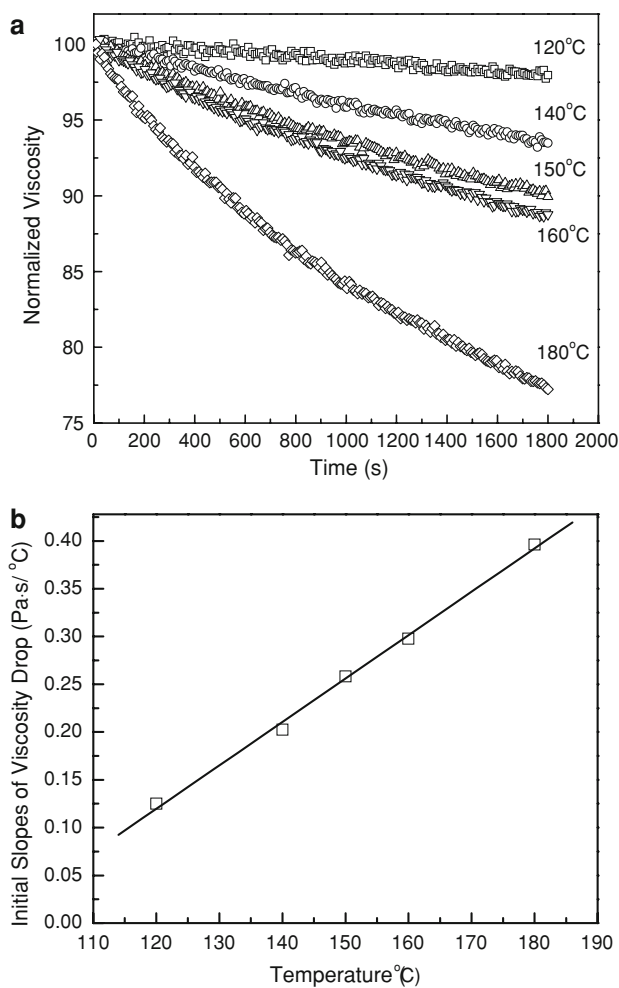 a
100
95
90
85
80
75
Normalized Viscosity
120°C
140°C
150°C
160°C
180°C
0 200 400 600 800 1000 1200 1400 1600 1800 2000
Time (s)
b
0.40
0.35
0.30
0.25
0.20
0.15
0.10
0.05
0.00
Initial Slopes of Viscosity Drop (Pa·s/ °C)
110 120 130 140 150 160 170 180 190
Temperature°C)